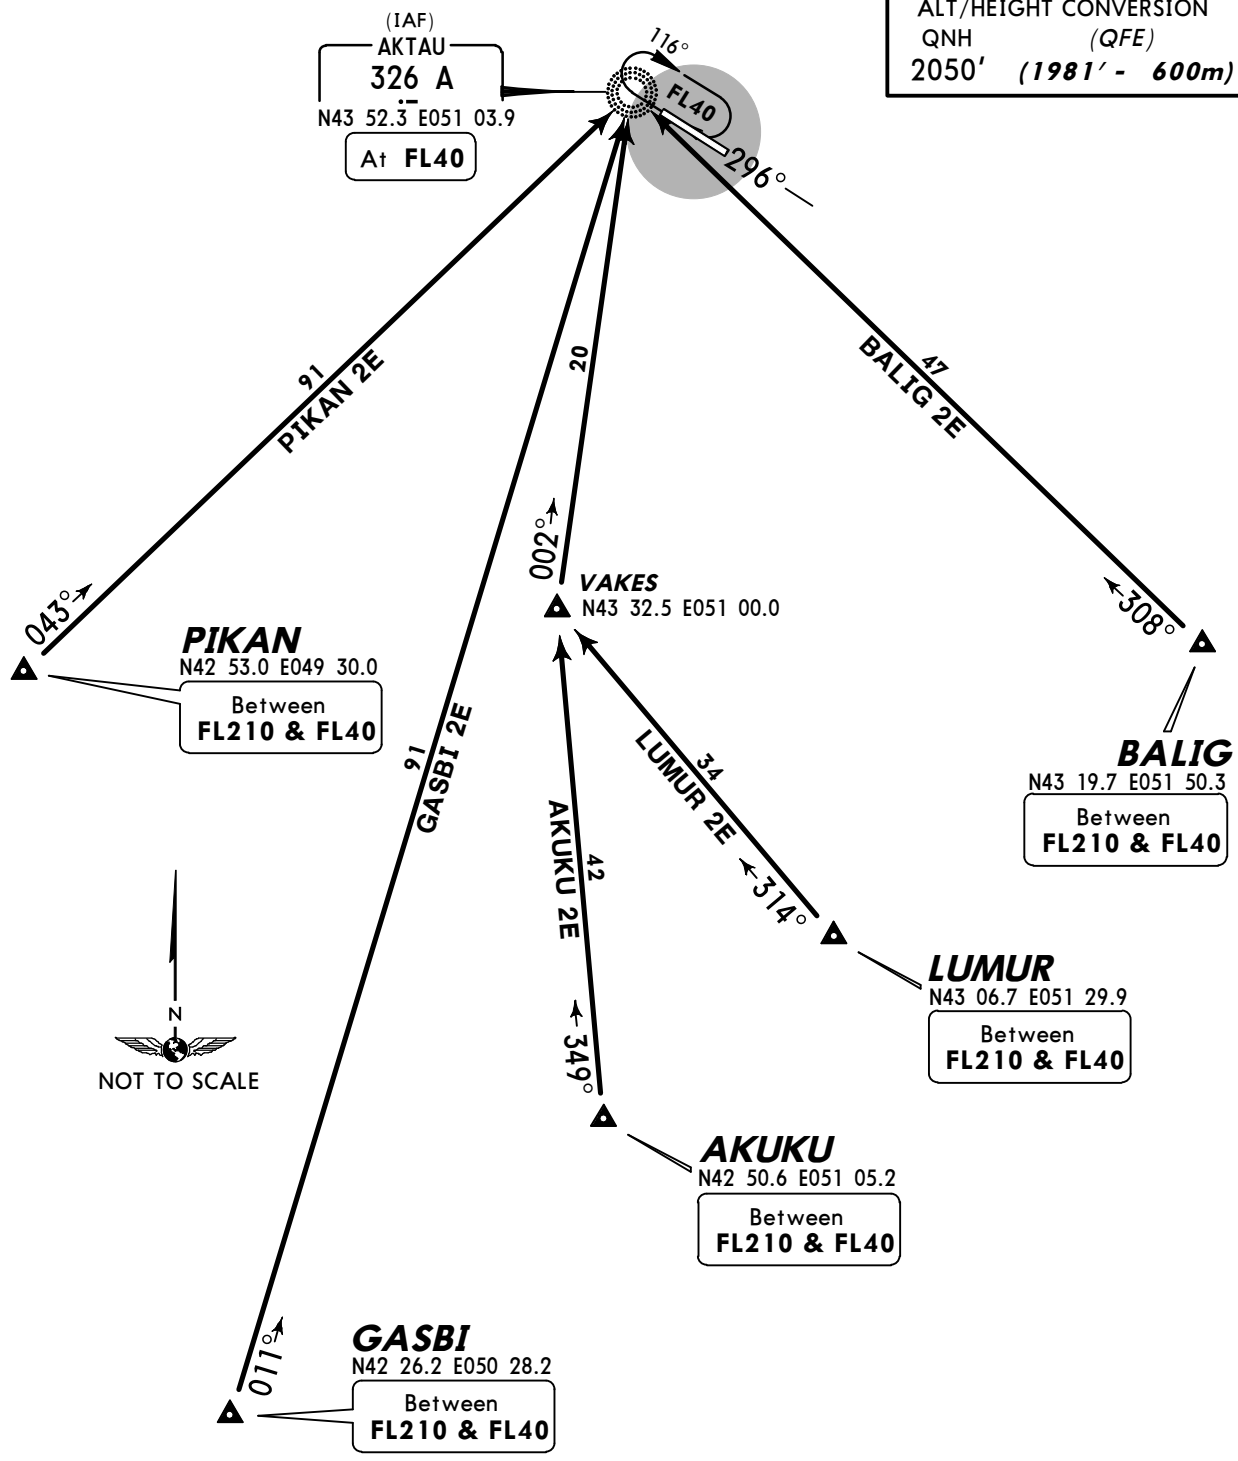 ALT/HEIGHT CONVERSION
QNH (QFE)
2050' (1981' - 600m)
(IAF)
AKTAU
326 A
N43 52.3 E051 03.9
At FL40
116°
FL40
296°
91
PIKAN 2E
20
47
BALIG 2E
043°
002°
VAKES
N43 32.5 E051 00.0
308°
PIKAN
N42 53.0 E049 30.0
Between
FL210 & FL40
91
GASBI 2E
34
LUMUR 2E
BALIG
N43 19.7 E051 50.3
Between
FL210 & FL40
42
AKUKU 2E
314°
LUMUR
N43 06.7 E051 29.9
Between
FL210 & FL40
N
NOT TO SCALE
349°
AKUKU
N42 50.6 E051 05.2
Between
FL210 & FL40
011°
GASBI
N42 26.2 E050 28.2
Between
FL210 & FL40